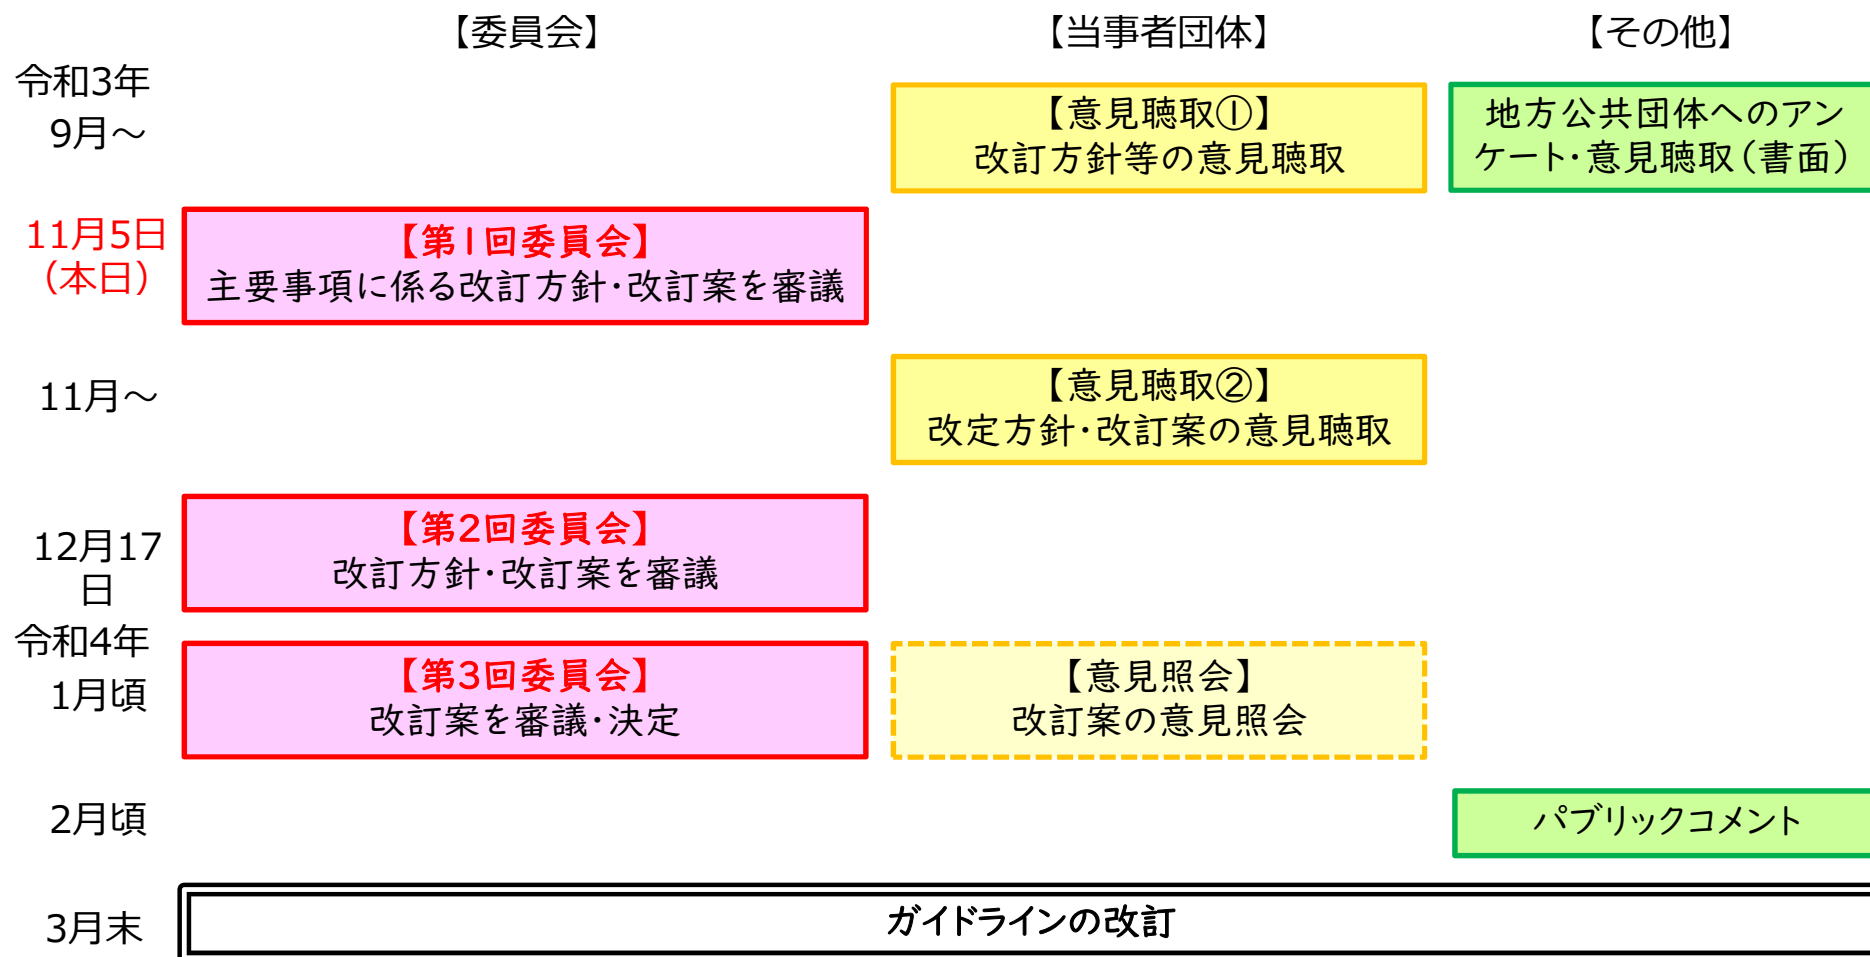 【委員会】
【当事者団体】
【その他】
令和3年
9月～
【意見聴取①】
改訂方針等の意見聴取
地方公共団体へのアン
ケート・意見聴取（書面）
11月5日
（本日）
【第1回委員会】
主要事項に係る改訂方針・改訂案を審議
11月～
【意見聴取②】
改定方針・改訂案の意見聴取
12月17
日
【第2回委員会】
改訂方針・改訂案を審議
令和4年
1月頃
【第3回委員会】
改訂案を審議・決定
【意見照会】
改訂案の意見照会
2月頃
パブリックコメント
3月末
ガイドラインの改訂